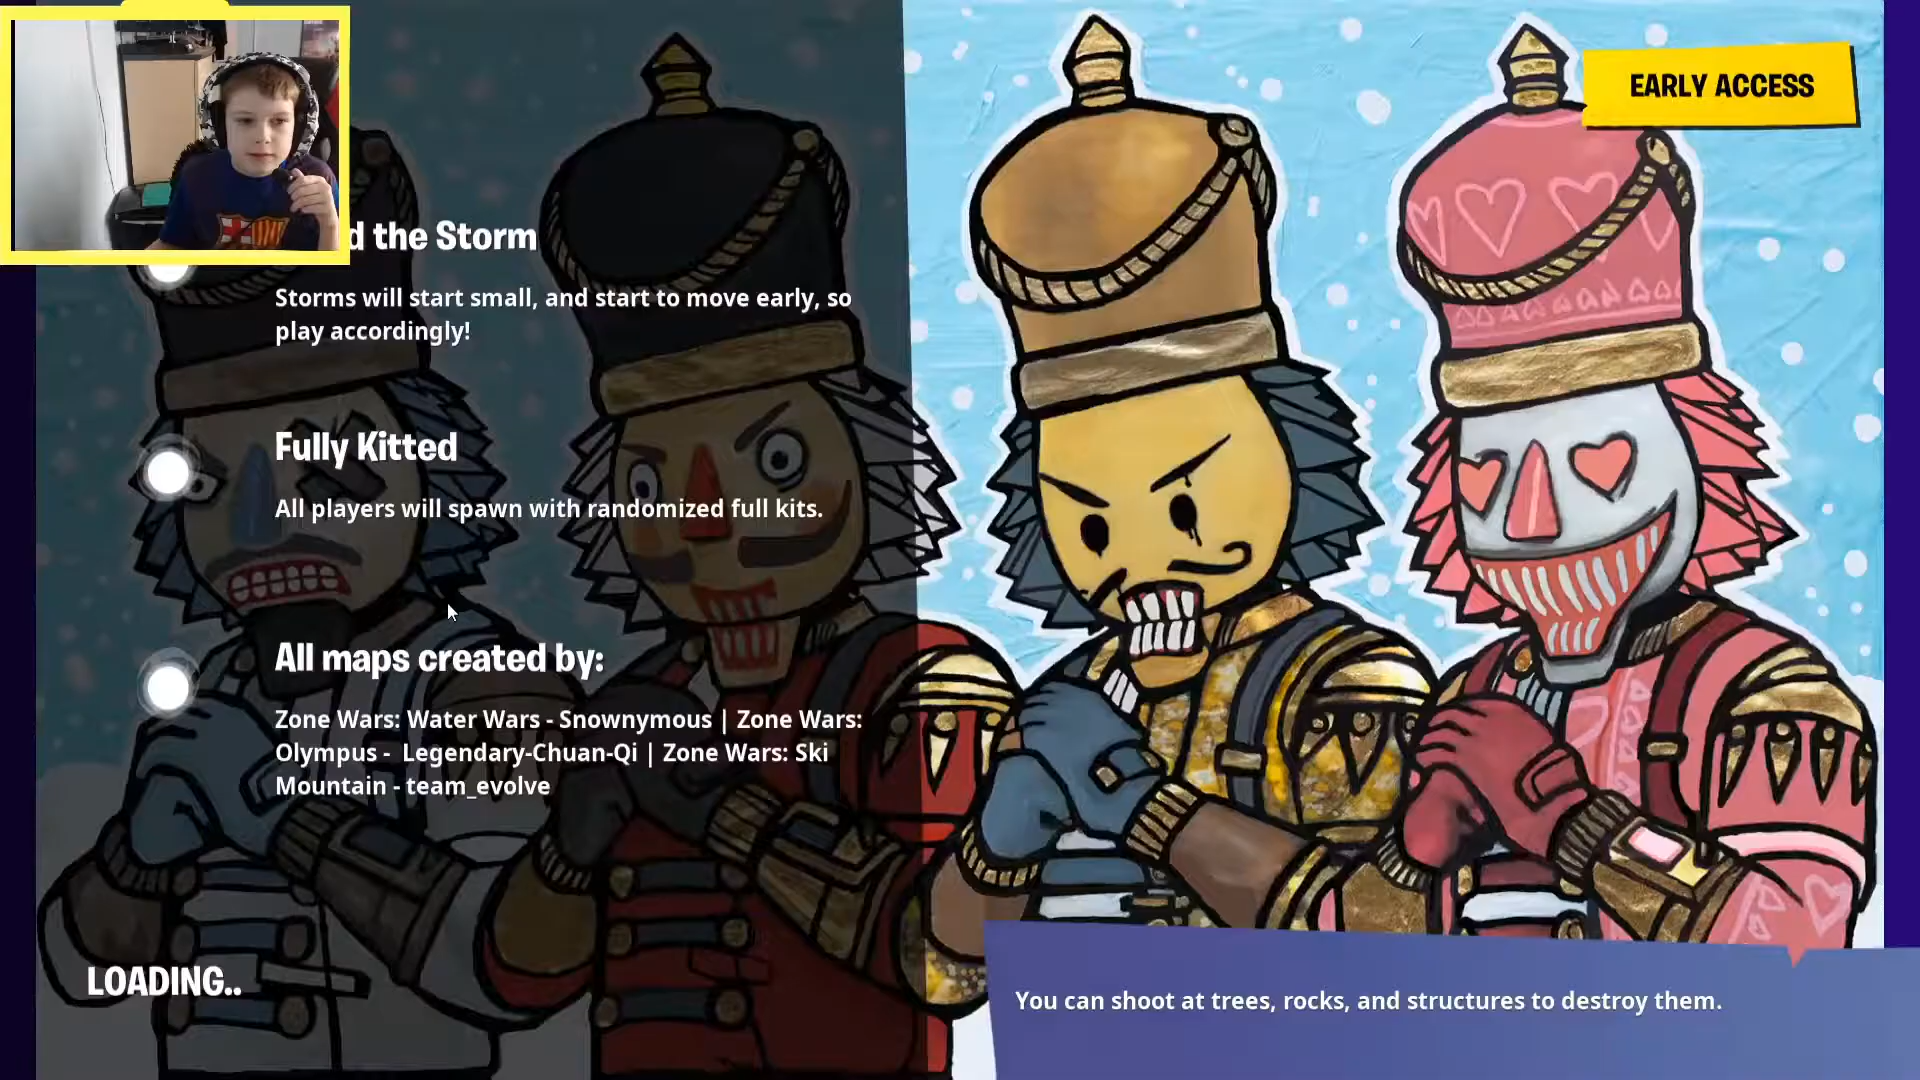 EARLY ACCESS
d the Storm
Storms will start small, and start to move early, so
play accordingly!
Fully Kitted
All players will spawn with randomized full kits.
All maps created by:
Zone Wars: Water Wars - Snownymous | Zone Wars:
Olympus - Legendary-Chuan-Qi | Zone Wars: Ski
Mountain - team_evolve
LOADING..
You can shoot at trees, rocks, and structures to destroy them.